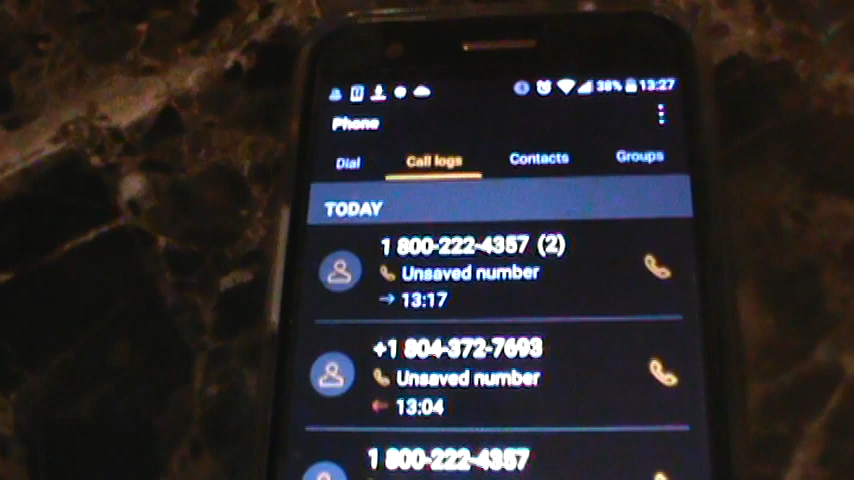 38% 13:27
Phone
Dial Call logs Contacts Groups
TODAY
1 800-222-4357 (2)
Unsaved number
13:17
+1 804-372-7693
Unsaved number
13:04
1 800-222-4357